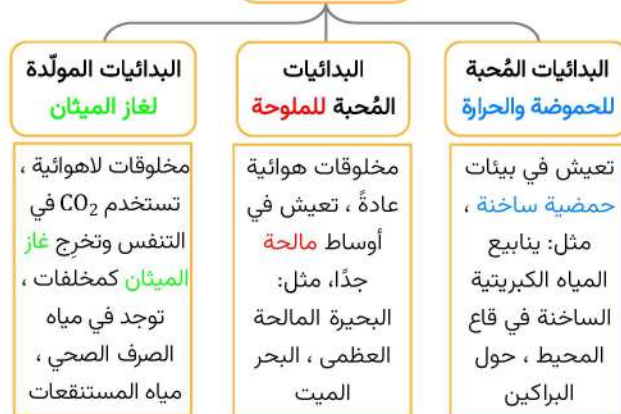 البدائيات المُحبة
للحموضة والحرارة
تعيش في بيئات
حمضية ساخنة ،
مثل: ينابيع
المياه الكبريتية
الساخنة في قاع
المحيط ، حول
البراكين
البدائيات
المُحبة للملوحة
مخلوقات هوائية
عادةً ، تعيش في
أوساط مالحة
جدًا، مثل:
البحيرة المالحة
العظمى ، البحر
الميت
البدائيات المولّدة
لغاز الميثان
مخلوقات لاهوائية ،
تستخدم CO₂ في
التنفس وتخرِج غاز
الميثان كمخلفات ،
توجد في مياه
الصرف الصحي ،
مياه المستنقعات